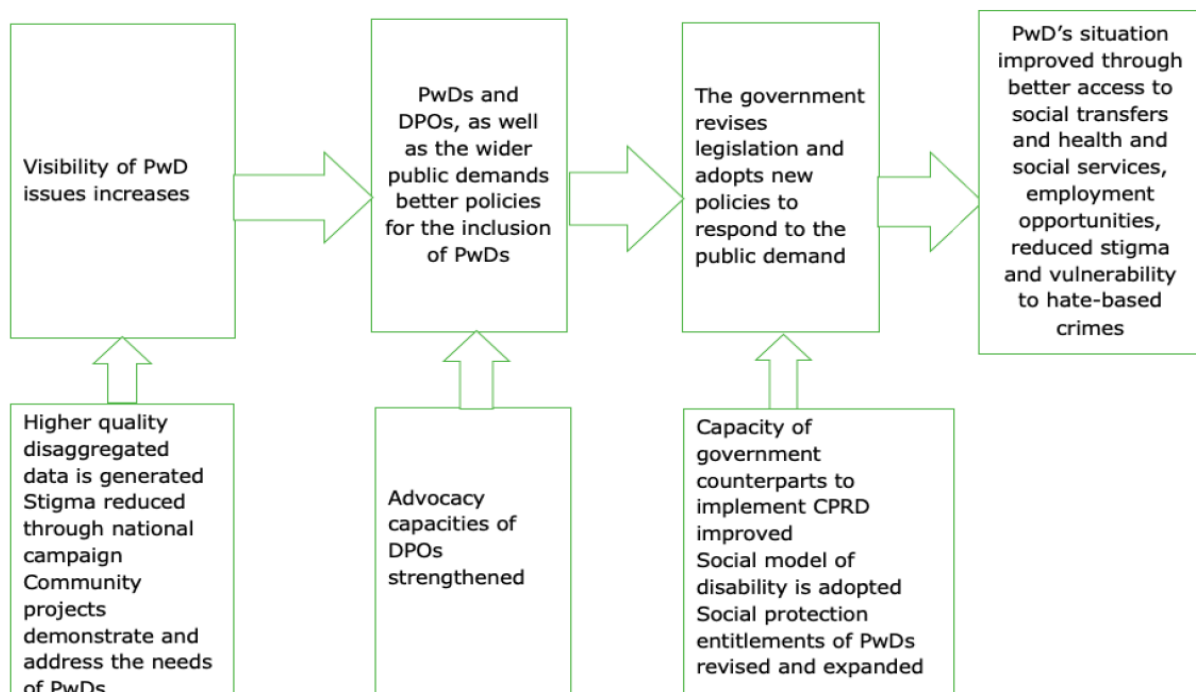 Visibility of PwD
issues increases
PwDs and
DPOs, as well
as the wider
public demands
better policies
for the inclusion
of PwDs
The government
revises
legislation and
adopts new
policies to
respond to the
public demand
PwD’s situation
improved through
better access to
social transfers
and health and
social services,
employment
opportunities,
reduced stigma
and vulnerability
to hate-based
crimes
Higher quality
disaggregated
data is generated
Stigma reduced
through national
campaign
Community
projects
demonstrate and
address the needs
of PwDs
Advocacy
capacities of
DPOs
strengthened
Capacity of
government
counterparts to
implement CPRD
improved
Social model of
disability is adopted
Social protection
entitlements of PwDs
revised and expanded